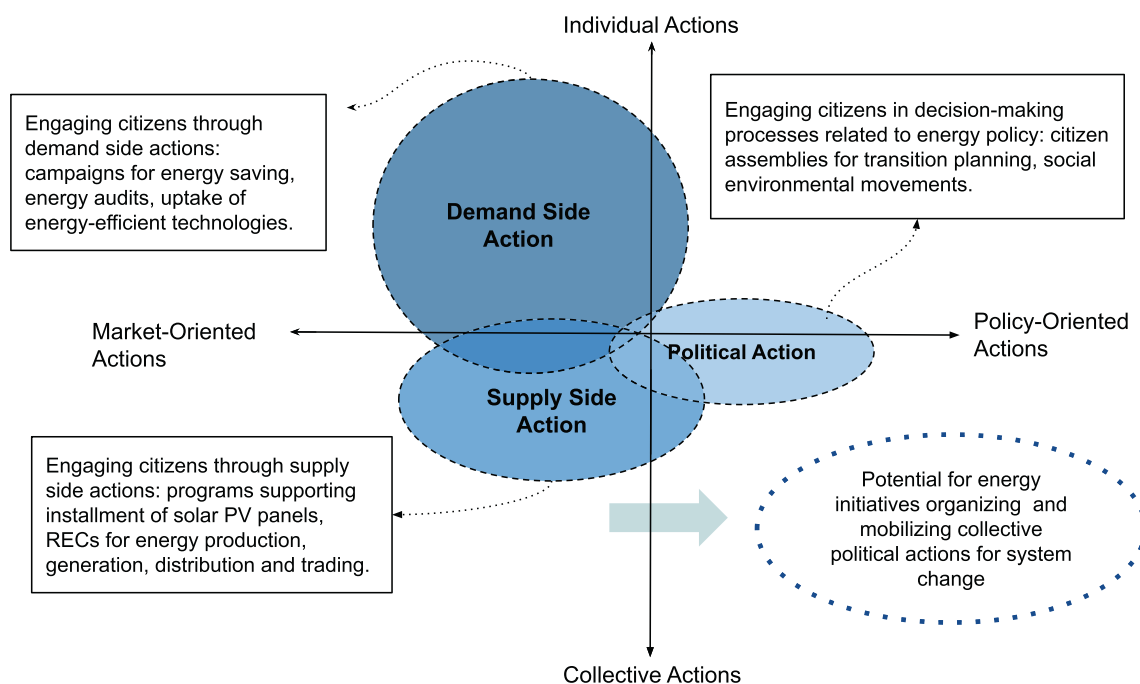 Individual Actions
Engaging citizens through
demand side actions:
campaigns for energy saving,
energy audits, uptake of
energy-efficient technologies.
Engaging citizens in decision-making
processes related to energy policy: citizen
assemblies for transition planning, social
environmental movements.
Demand Side
Action
Market-Oriented
Actions
Policy-Oriented
Actions
Political Action
Supply Side
Action
Engaging citizens through supply
side actions: programs supporting
installment of solar PV panels,
RECs for energy production,
generation, distribution and trading.
Potential for energy
initiatives organizing and
mobilizing collective
political actions for system
change
Collective Actions